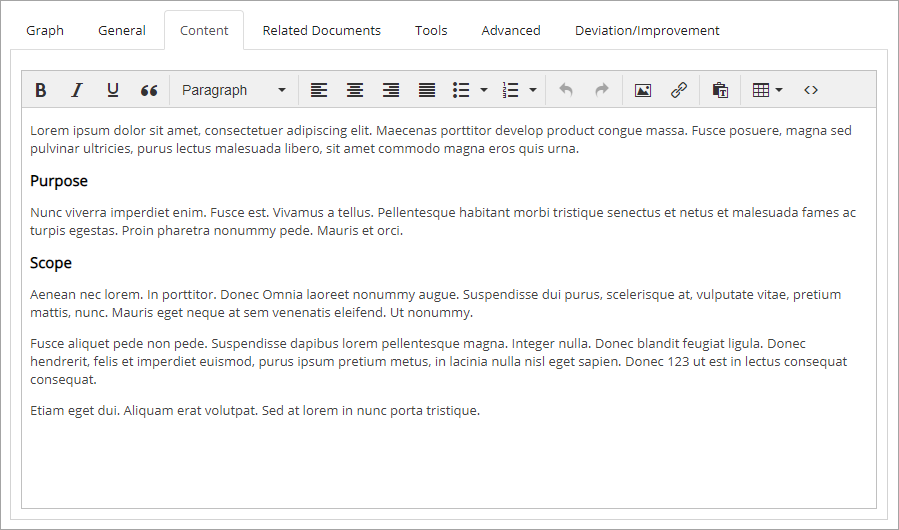 Graph General Content Related Documents Tools Advanced Deviation/Improvement
B I U Paragraph
Lorem ipsum dolor sit amet, consectetuer adipiscing elit. Maecenas porttitor develop product congue massa. Fusce posuere, magna sed
pulvinar ultricies, purus lectus malesuada libero, sit amet commodo magna eros quis urna.
Purpose
Nunc viverra imperdiet enim. Fusce est. Vivamus a tellus. Pellentesque habitant morbi tristique senectus et netus et malesuada fames ac
turpis egestas. Proin pharetra nonummy pede. Mauris et orci.
Scope
Aenean nec lorem. In porttitor. Donec Omnia laoreet nonummy augue. Suspendisse dui purus, scelerisque at, vulputate vitae, pretium
mattis, nunc. Mauris eget neque at sem venenatis eleifend. Ut nonummy.
Fusce aliquet pede non pede. Suspendisse dapibus lorem pellentesque magna. Integer nulla. Donec blandit feugiat ligula. Donec
hendrerit, felis et imperdiet euismod, purus ipsum pretium metus, in lacinia nulla nisl eget sapien. Donec 123 ut est in lectus consequat
consequat.
Etiam eget dui. Aliquam erat volutpat. Sed at lorem in nunc porta tristique.